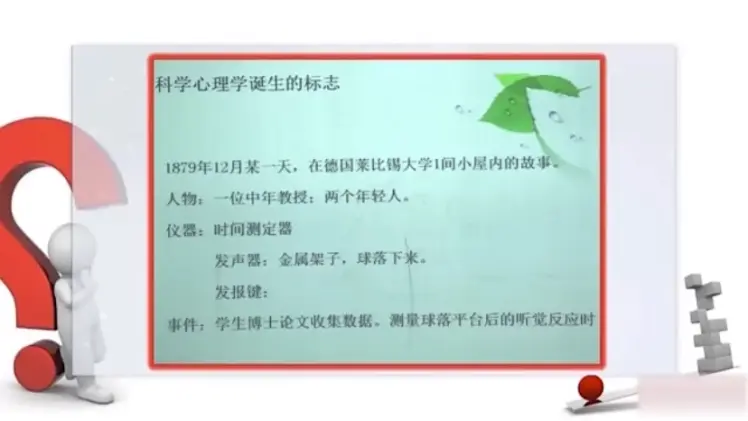 科学心理学诞生的标志
1879年12月某一天，在德国莱比锡大学1间小屋内的故事。
人物：一位中年教授；两个年轻人。
仪器：时间测定器
发声器：金属架子，球落下来。
发报键：
事件：学生博士论文收集数据。测量球落平台后的听觉反应时